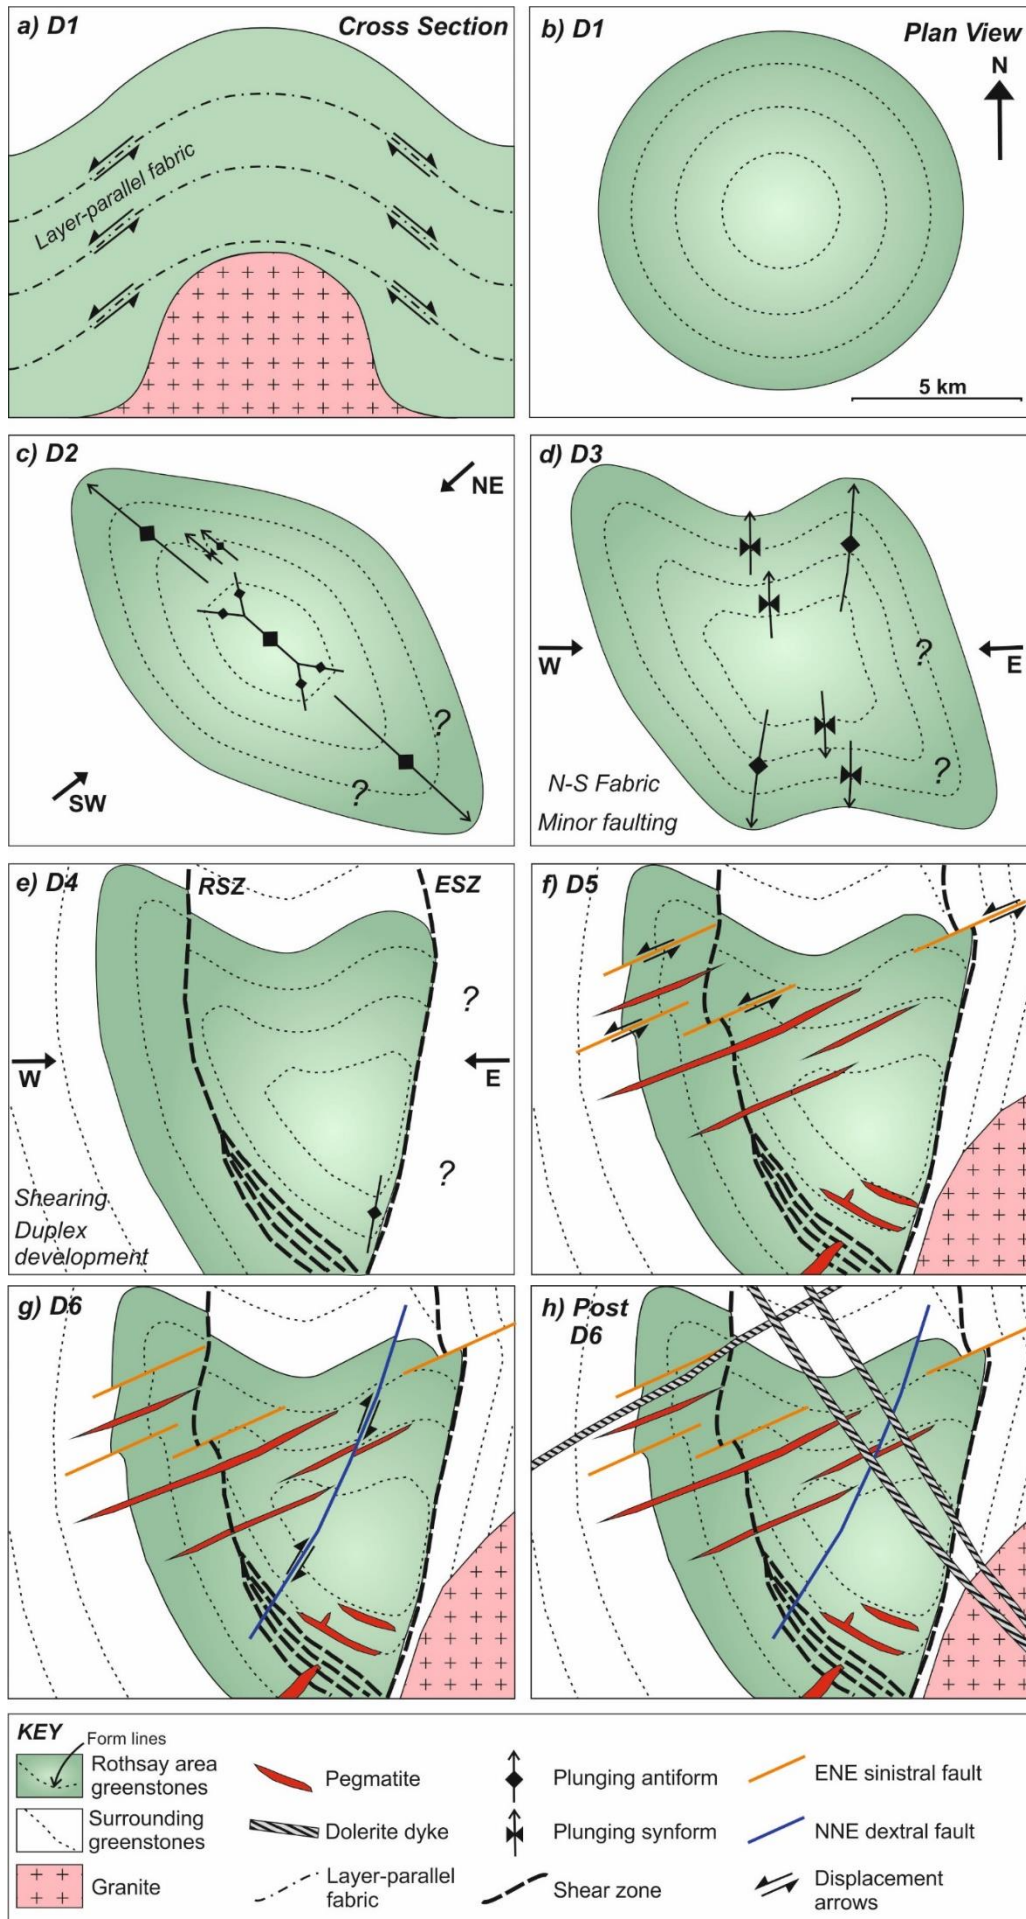 a) D1
Cross Section
Layer-parallel fabric
b) D1
Plan View
N
5 km
c) D2
NE
SW
?
?
d) D3
W
E
?
?
N-S Fabric
Minor faulting
e) D4
RSZ
ESZ
?
W
E
?
Shearing
Duplex
development
f) D5
g) D6
h) Post
D6
KEY
Form lines
Rothsay area
greenstones
Surrounding
greenstones
Granite
Pegmatite
Dolerite dyke
Layer-parallel
fabric
Plunging antiform
Plunging synform
Shear zone
ENE sinistral fault
NNE dextral fault
Displacement
arrows